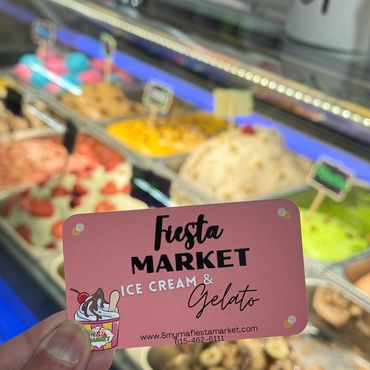 Fiesta
MARKET
ICE CREAM &
Gelato
www.Smyrnafiestamarket.com
615-462-6111